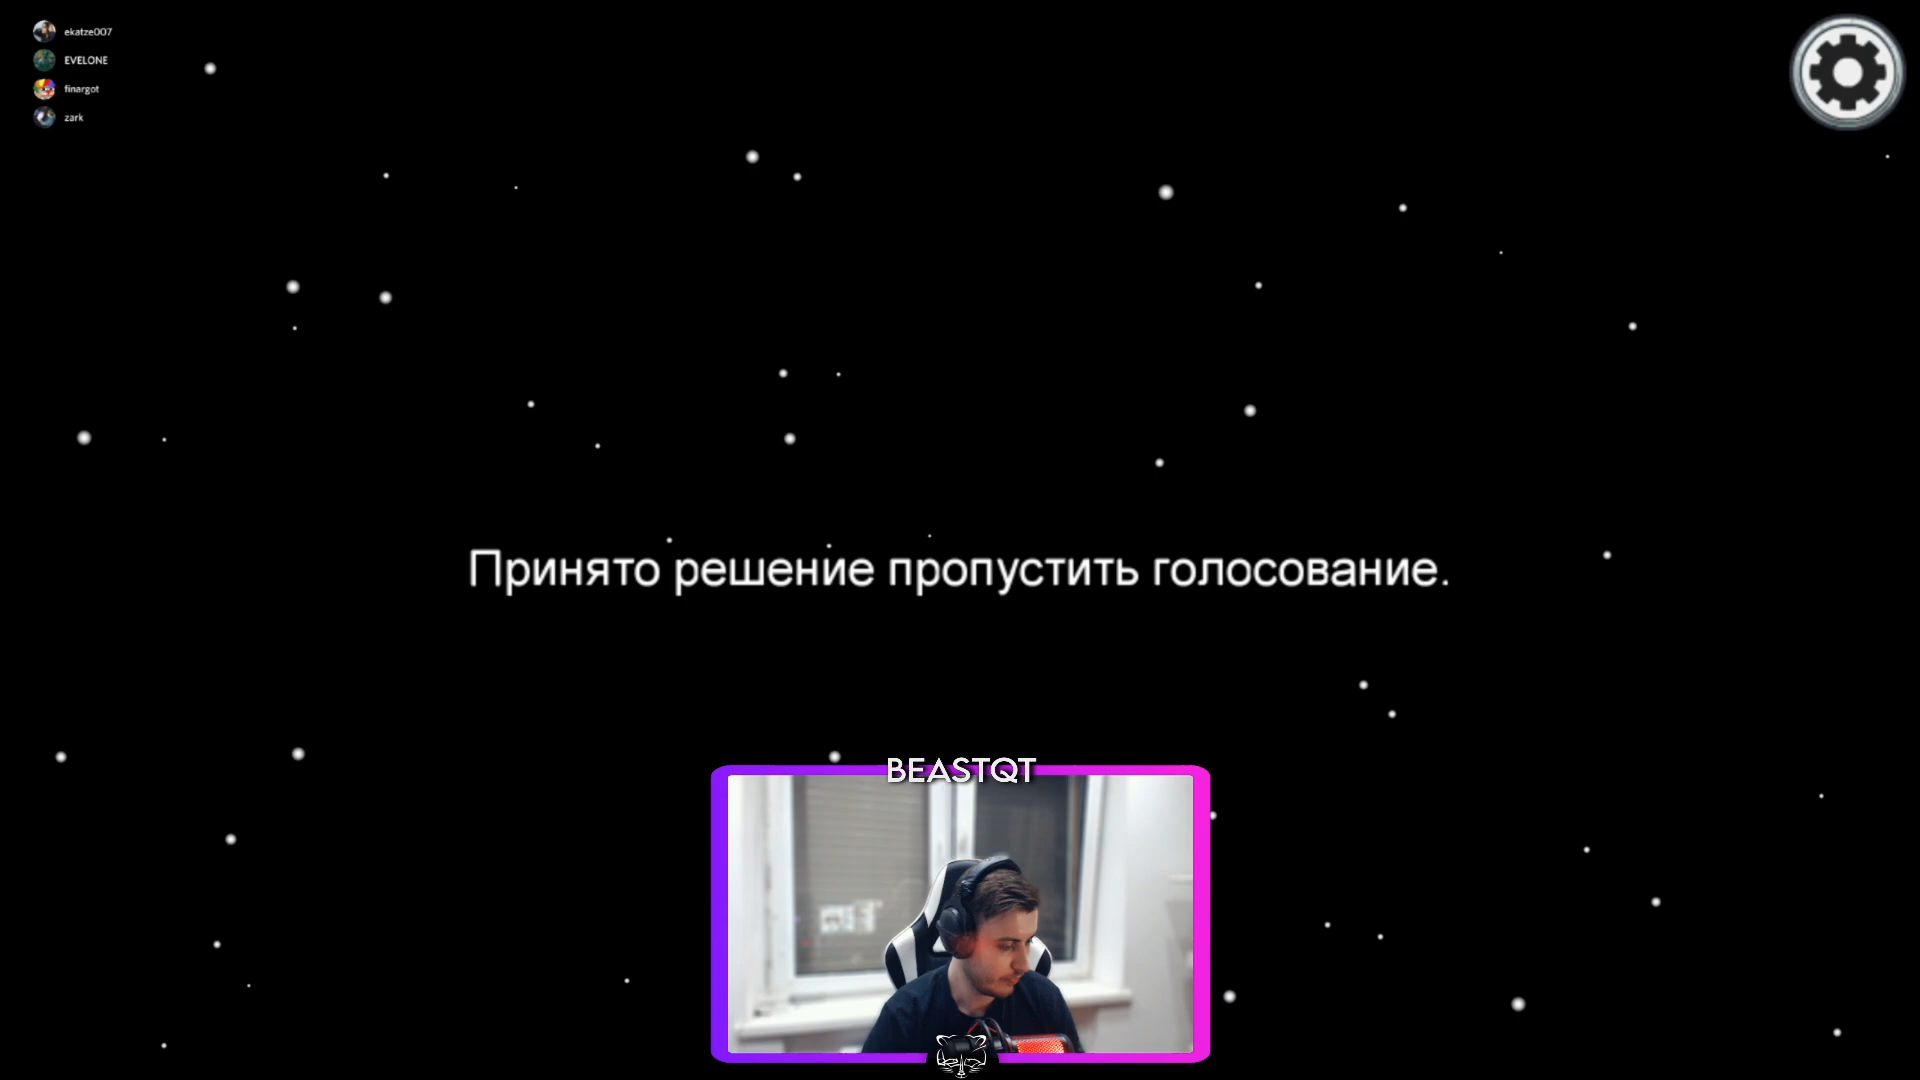 ekatze007
EVELONE
finargot
zark
Принято решение пропустить голосование.
BEASTQT